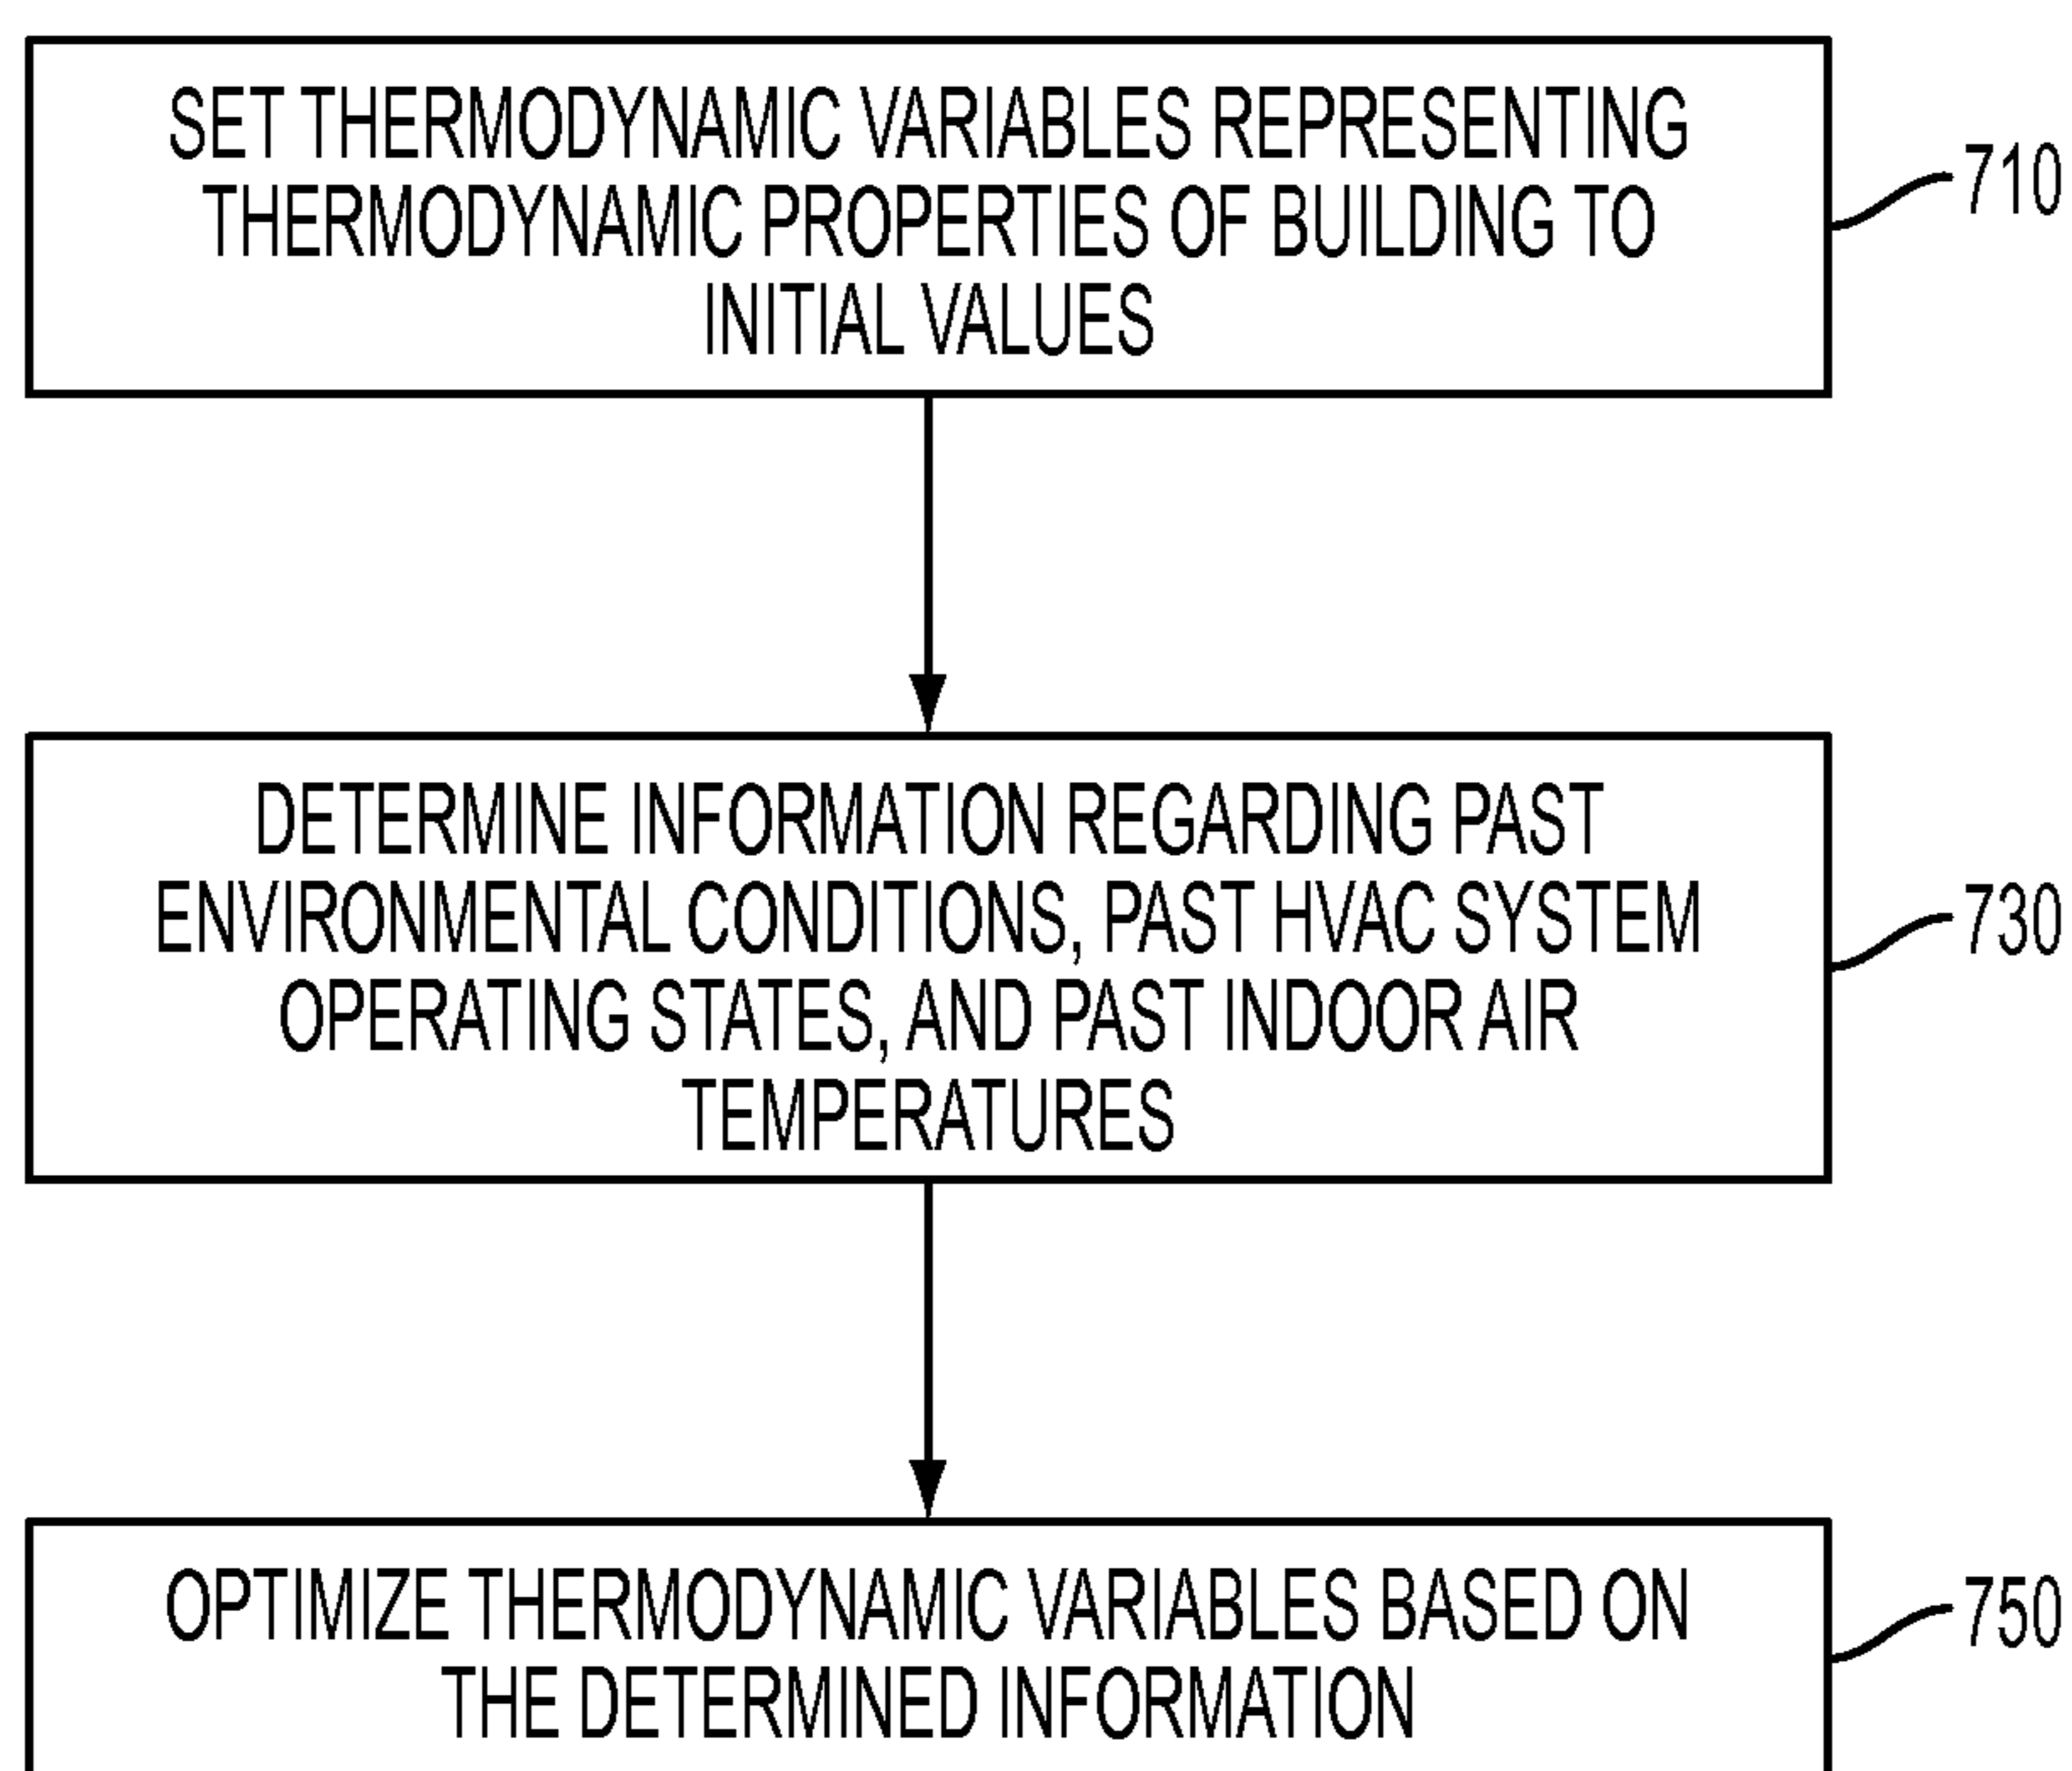 SET THERMODYNAMIC VARIABLES REPRESENTING
THERMODYNAMIC PROPERTIES OF BUILDING TO
INITIAL VALUES
710
DETERMINE INFORMATION REGARDING PAST
ENVIRONMENTAL CONDITIONS, PAST HVAC SYSTEM
OPERATING STATES, AND PAST INDOOR AIR
TEMPERATURES
730
OPTIMIZE THERMODYNAMIC VARIABLES BASED ON
THE DETERMINED INFORMATION
750